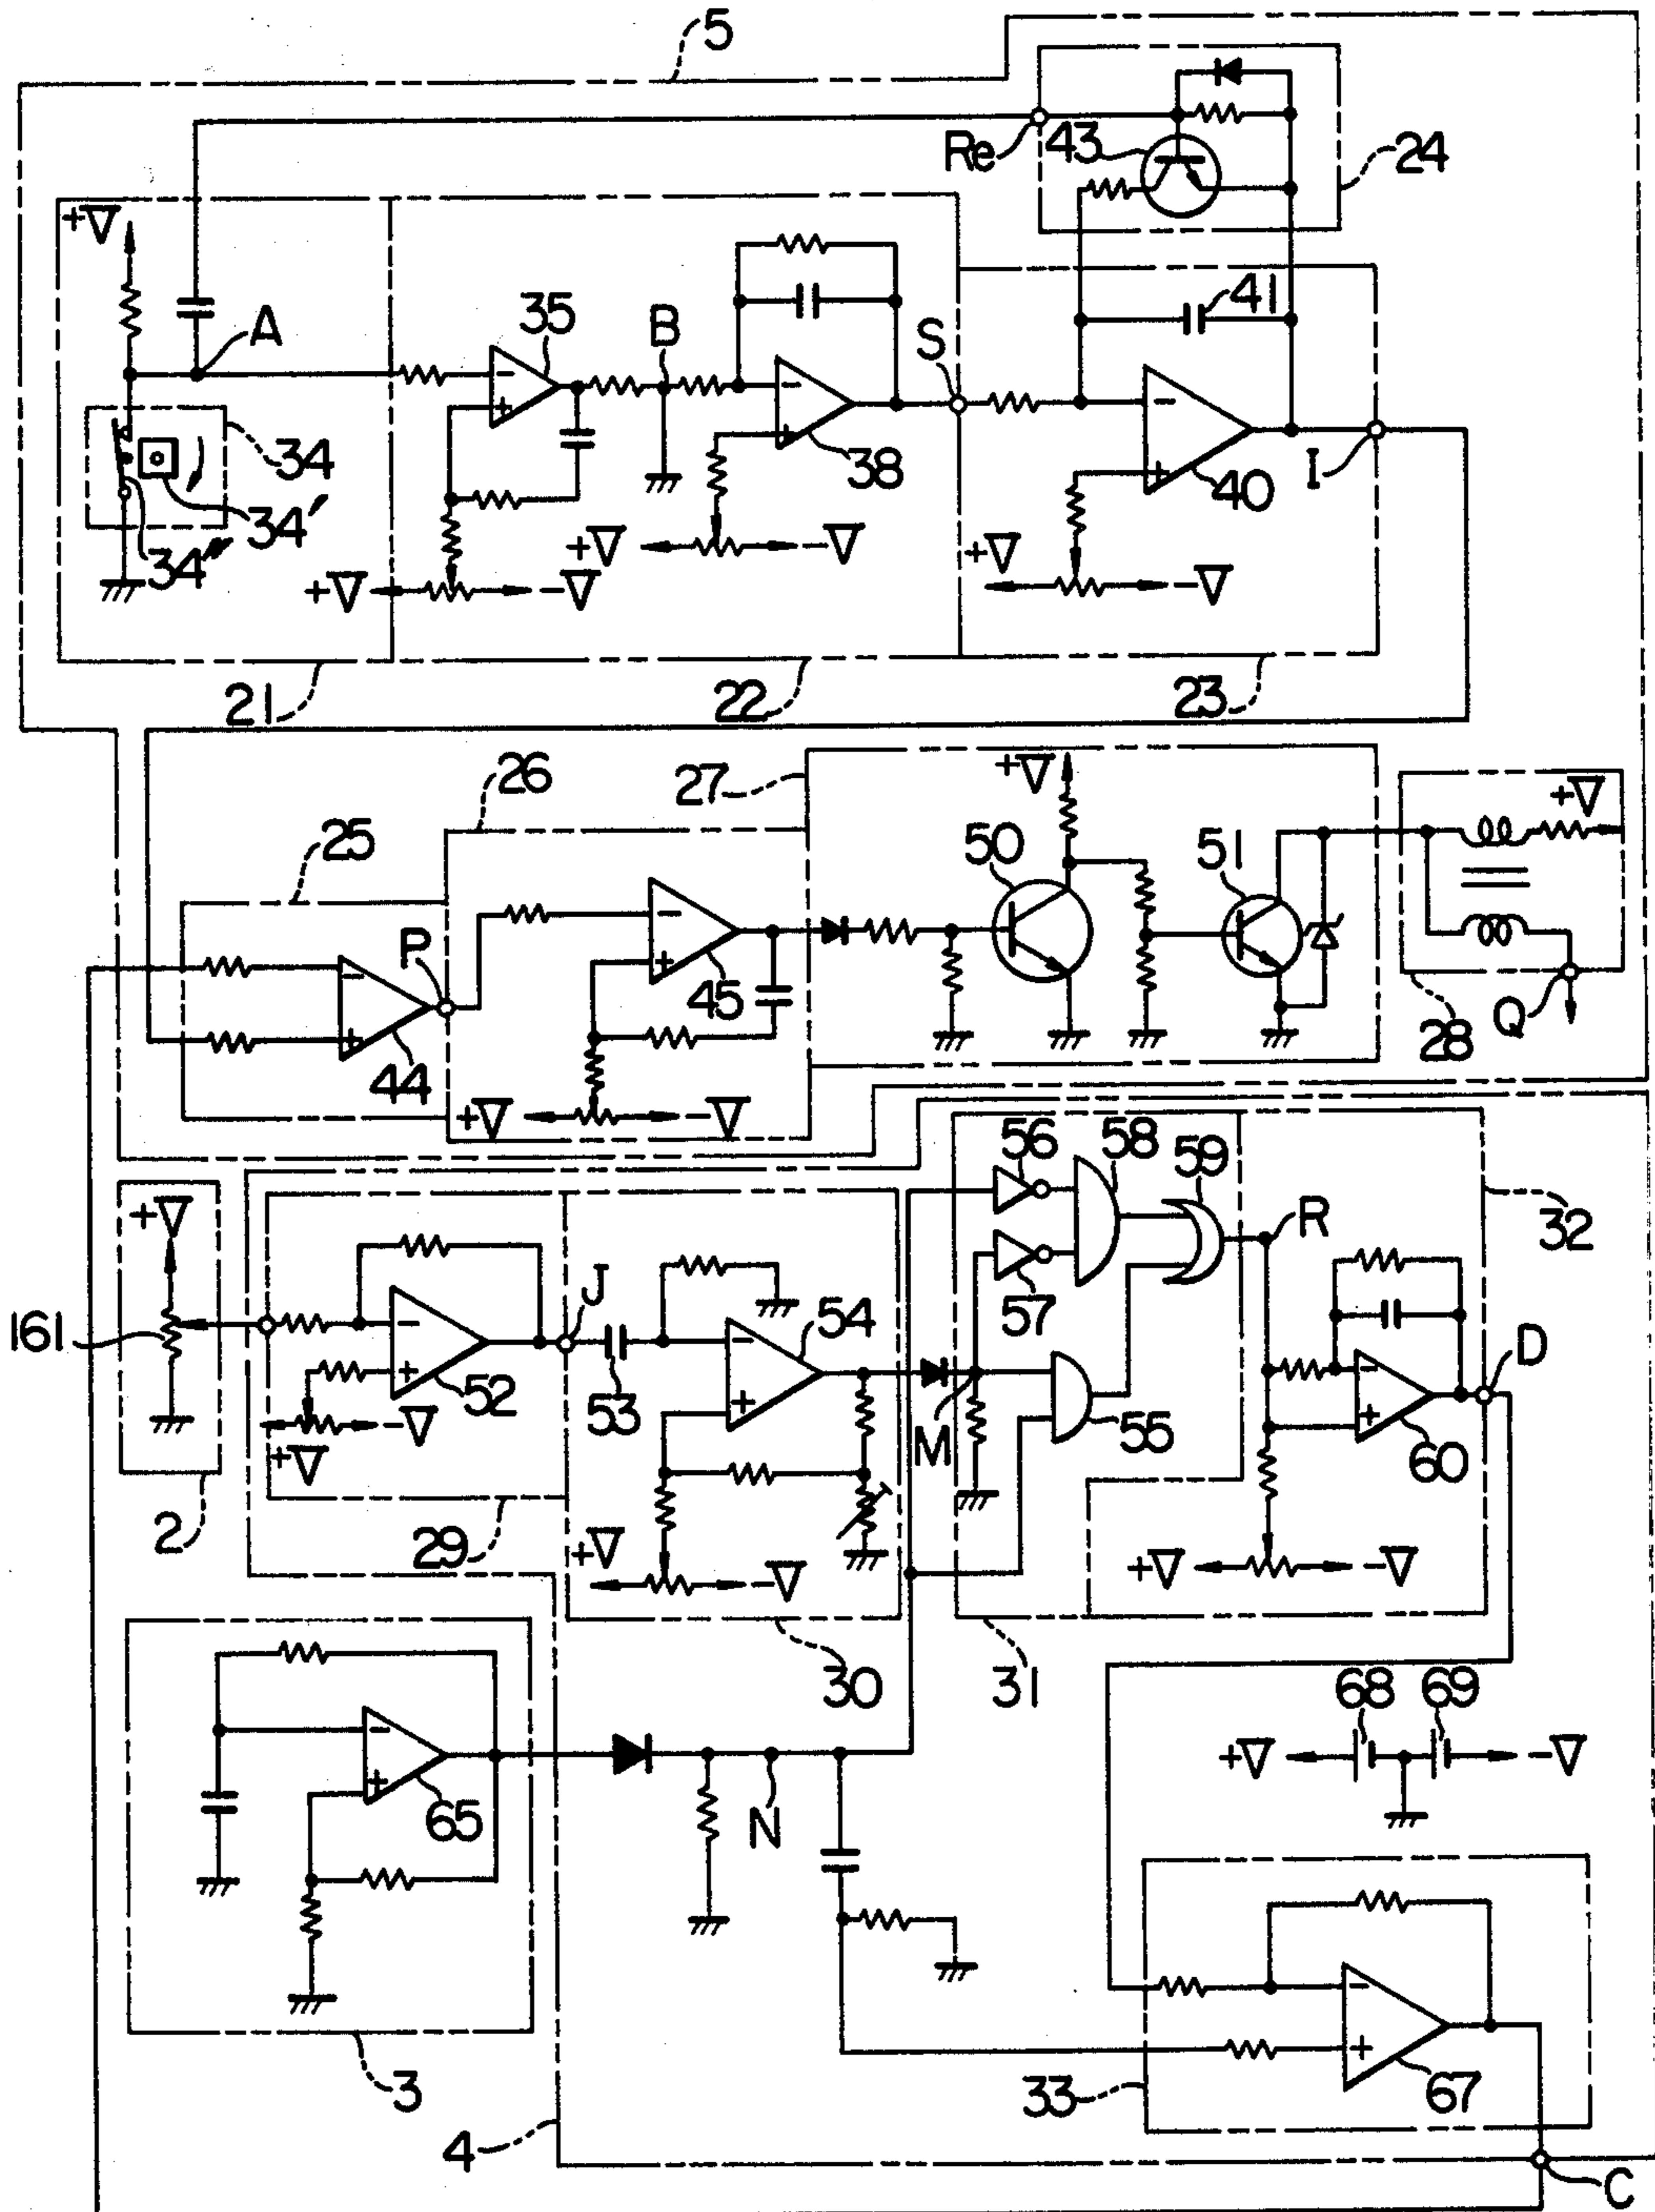 5
Re
43
24
+V
A
35
B
41
S
38
40
I
34
34'
34"
+V
-V
+V
-V
+V
-V
21
22
23
26
27
+V
+V
25
50
51
P
45
44
28
Q
+V
-V
56
58
59
32
+V
R
J
57
54
D
161
52
53
M
55
60
-V
+V
2
29
+V
-V
+V
-V
30
31
68
69
+V
-V
65
N
3
33
67
4
C